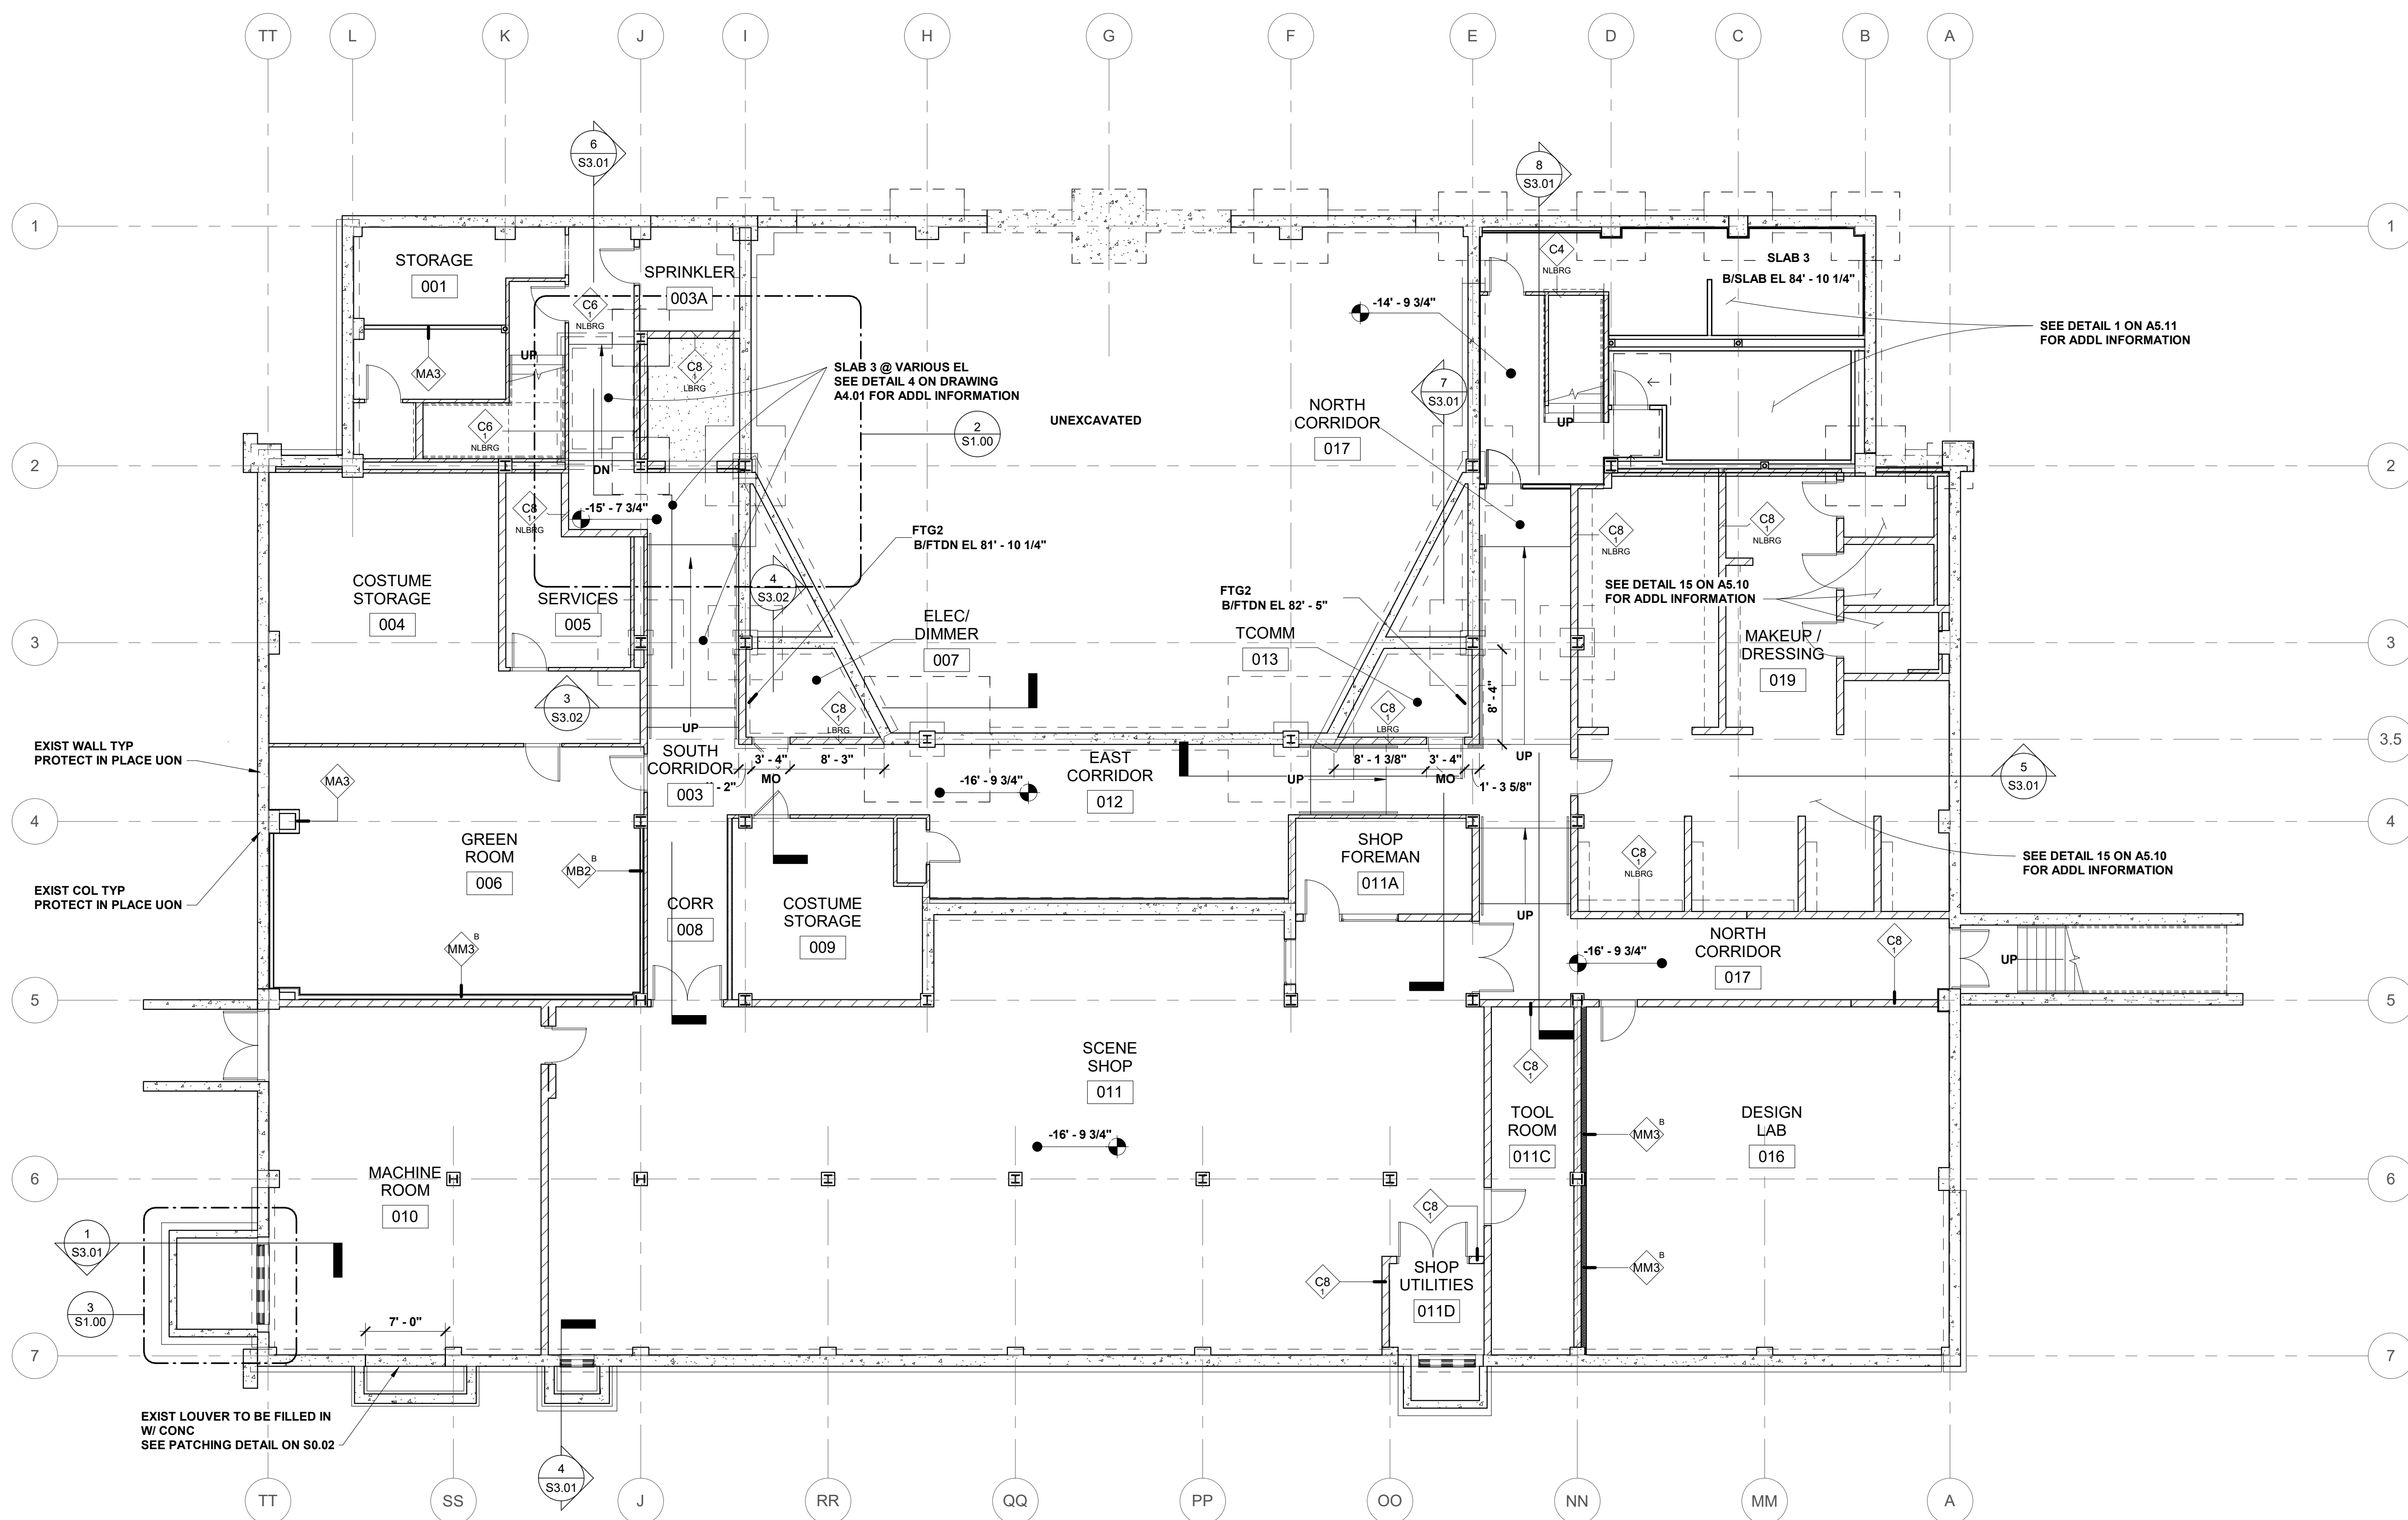 TT L K J I H G F E D C B A
6
S3.01
8
S3.01
1 1
STORAGE
001
SPRINKLER
003A
C6
1
NLBRG
C4
NLBRG
SLAB 3
B/SLAB EL 84' - 10 1/4"
-14' - 9 3/4"
SEE DETAIL 1 ON A5.11
FOR ADDL INFORMATION
UP
MA3
C8
1
LBRG
SLAB 3 @ VARIOUS EL
SEE DETAIL 4 ON DRAWING
A4.01 FOR ADDL INFORMATION
7
S3.01
NORTH
CORRIDOR
017
UNEXCAVATED
2
S1.00
C6
1
NLBRG
UP
2 2
DN
C8
1
NLBRG
-15' - 7 3/4"
FTG2
B/FTDN EL 81' - 10 1/4"
C8
1
NLBRG
C8
1
NLBRG
COSTUME
STORAGE
004
SERVICES
005
4
S3.02
FTG2
B/FTDN EL 82' - 5"
SEE DETAIL 15 ON A5.10
FOR ADDL INFORMATION
ELEC/
DIMMER
007
TCOMM
013
MAKEUP /
DRESSING
019
3 3
3
S3.02
C8
1
LBRG
C8
1
LBRG
8' - 4"
UP
3.5
EXIST WALL TYP
PROTECT IN PLACE UON
SOUTH
CORRIDOR
003
- 2"
3' - 4"
MO
8' - 3"
-16' - 9 3/4"
EAST
CORRIDOR
012
UP
8' - 1 3/8"
3' - 4"
MO
1' - 3 5/8"
UP
5
S3.01
MA3
4 4
GREEN
ROOM
006
MB2
B
SHOP
FOREMAN
011A
C8
1
NLBRG
SEE DETAIL 15 ON A5.10
FOR ADDL INFORMATION
EXIST COL TYP
PROTECT IN PLACE UON
CORR
008
COSTUME
STORAGE
009
UP
MM3
B
NORTH
CORRIDOR
017
-16' - 9 3/4"
C8
1
UP
5 5
SCENE
SHOP
011
C8
1
-16' - 9 3/4"
TOOL
ROOM
011C
MM3
B
DESIGN
LAB
016
6 6
MACHINE
ROOM
010
C8
1
1
S3.01
C8
1
SHOP
UTILITIES
011D
MM3
B
3
S1.00
7' - 0"
7 7
EXIST LOUVER TO BE FILLED IN
W/ CONC
SEE PATCHING DETAIL ON S0.02
4
S3.01
TT SS J RR QQ PP OO NN MM A